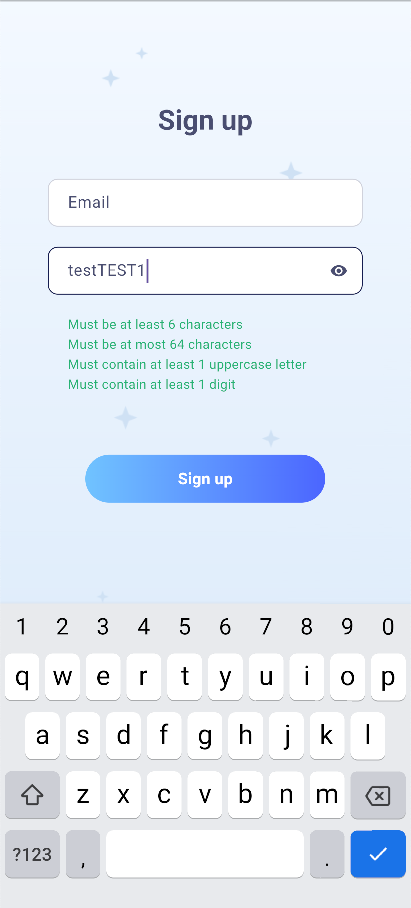 Sign up
Email
testTEST1
Must be at least 6 characters
Must be at most 64 characters
Must contain at least 1 uppercase letter
Must contain at least 1 digit
Sign up
1 2 3 4 5 6 7 8 9 0
q w e r t y u i o p
a s d f g h j k l
z x c v b n m
?123 , .